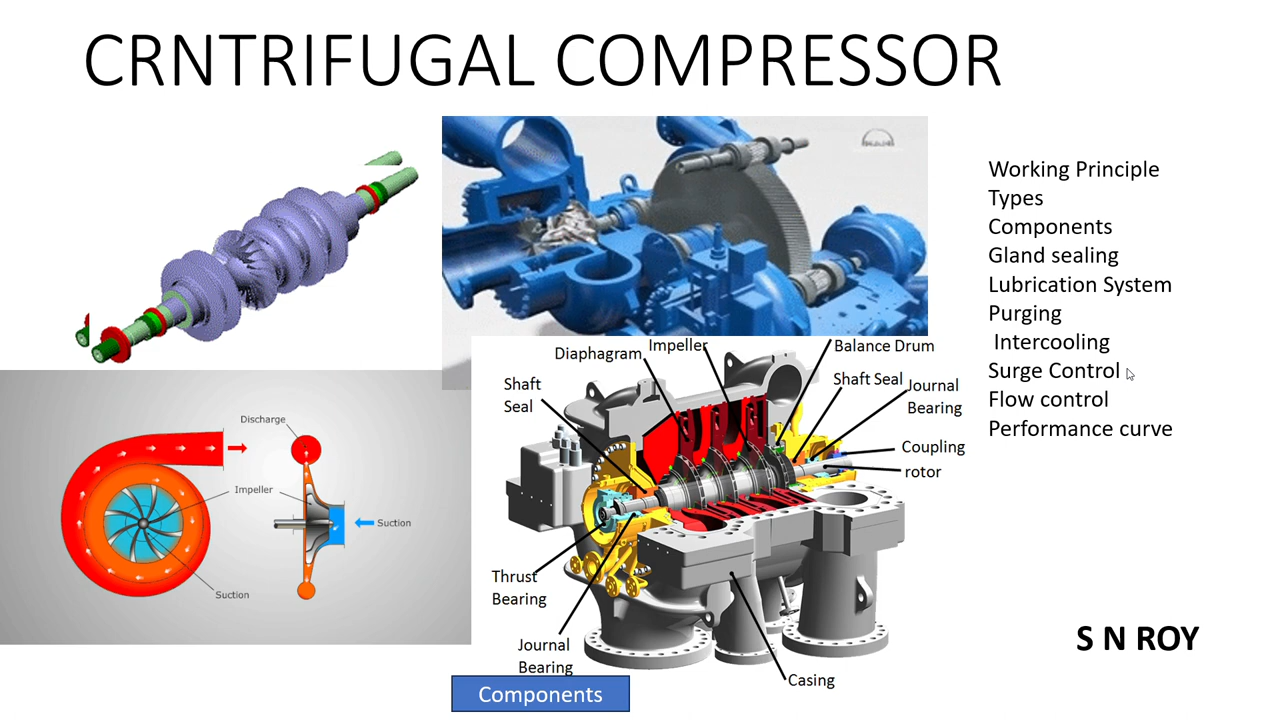 CRNTRIFUGAL COMPRESSOR
Working Principle
Types
Components
Gland sealing
Lubrication System
Purging
Intercooling
Surge Control
Flow control
Performance curve
Discharge
Impeller
Suction
Suction
Diaphagram
Impeller
Balance Drum
Shaft
Seal
Shaft Seal
Journal
Bearing
Coupling
rotor
Thrust
Bearing
Journal
Bearing
Casing
Components
S N ROY